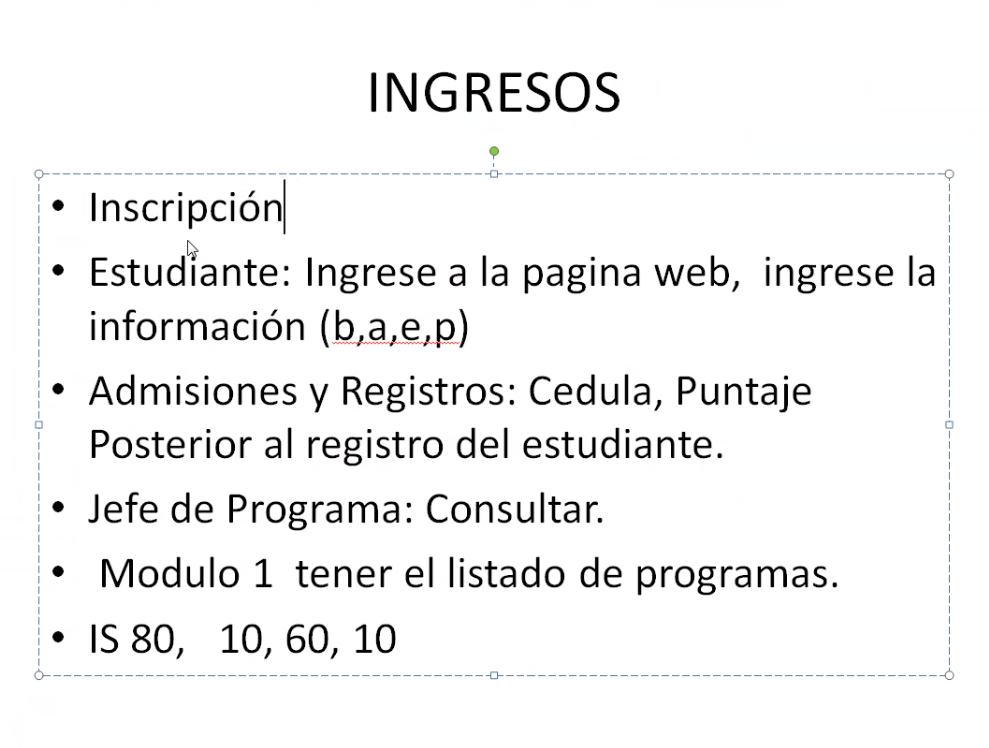 INGRESOS
• Inscripción
• Estudiante: Ingrese a la pagina web,  ingrese la
información (b,a,e,p)
• Admisiones y Registros: Cedula, Puntaje
Posterior al registro del estudiante.
• Jefe de Programa: Consultar.
•  Modulo 1  tener el listado de programas.
• IS 80,   10, 60, 10